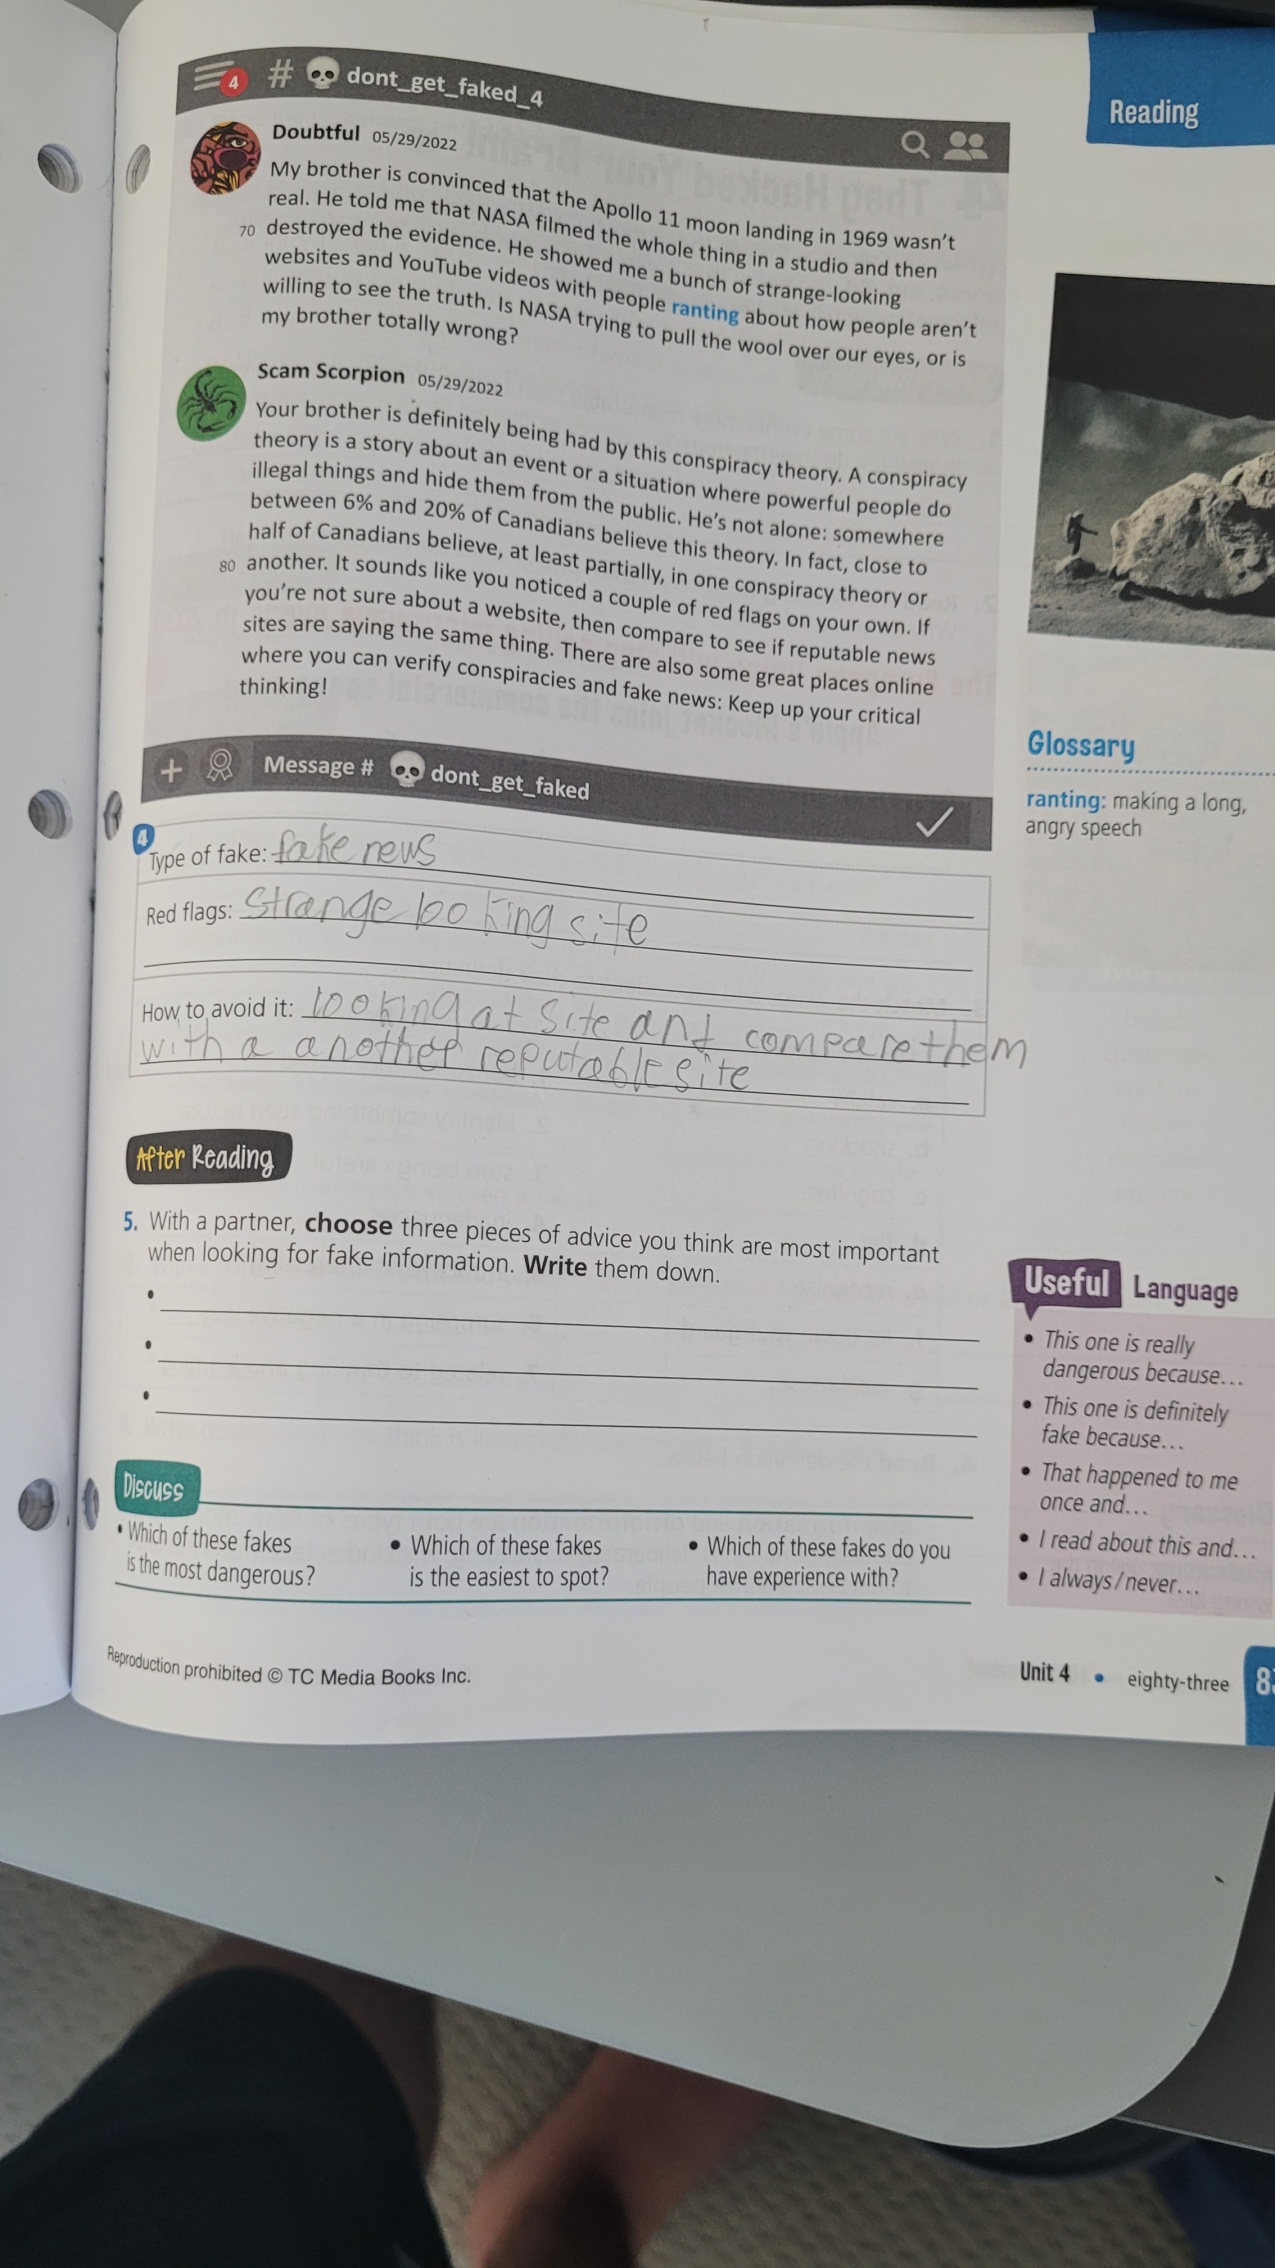 4 # dont_get_faked_4
Reading
Doubtful 05/29/2022
My brother is convinced that the Apollo 11 moon landing in 1969 wasn't
real. He told me that NASA filmed the whole thing in a studio and then
70 destroyed the evidence. He showed me a bunch of strange-looking
websites and YouTube videos with people ranting about how people aren't
willing to see the truth. Is NASA trying to pull the wool over our eyes, or is
my brother totally wrong?
Scam Scorpion 05/29/2022
Your brother is definitely being had by this conspiracy theory. A conspiracy
theory is a story about an event or a situation where powerful people do
illegal things and hide them from the public. He's not alone: somewhere
between 6% and 20% of Canadians believe this theory. In fact, close to
half of Canadians believe, at least partially, in one conspiracy theory or
80 another. It sounds like you noticed a couple of red flags on your own. If
you're not sure about a website, then compare to see if reputable news
sites are saying the same thing. There are also some great places online
where you can verify conspiracies and fake news: Keep up your critical
thinking!
Message # dont_get_faked
Glossary
ranting: making a long,
angry speech
4
Type of fake: fake news
Red flags: Strange looking site
How to avoid it: looking at site and compare them
with a another reputable site
After Reading
5. With a partner, choose three pieces of advice you think are most important
when looking for fake information. Write them down.
•
•
•
Useful Language
• This one is really
dangerous because...
• This one is definitely
fake because...
• That happened to me
once and...
• I read about this and...
• I always/never...
Discuss
• Which of these fakes
is the most dangerous?
• Which of these fakes
is the easiest to spot?
• Which of these fakes do you
have experience with?
Reproduction prohibited © TC Media Books Inc.
Unit 4 • eighty-three